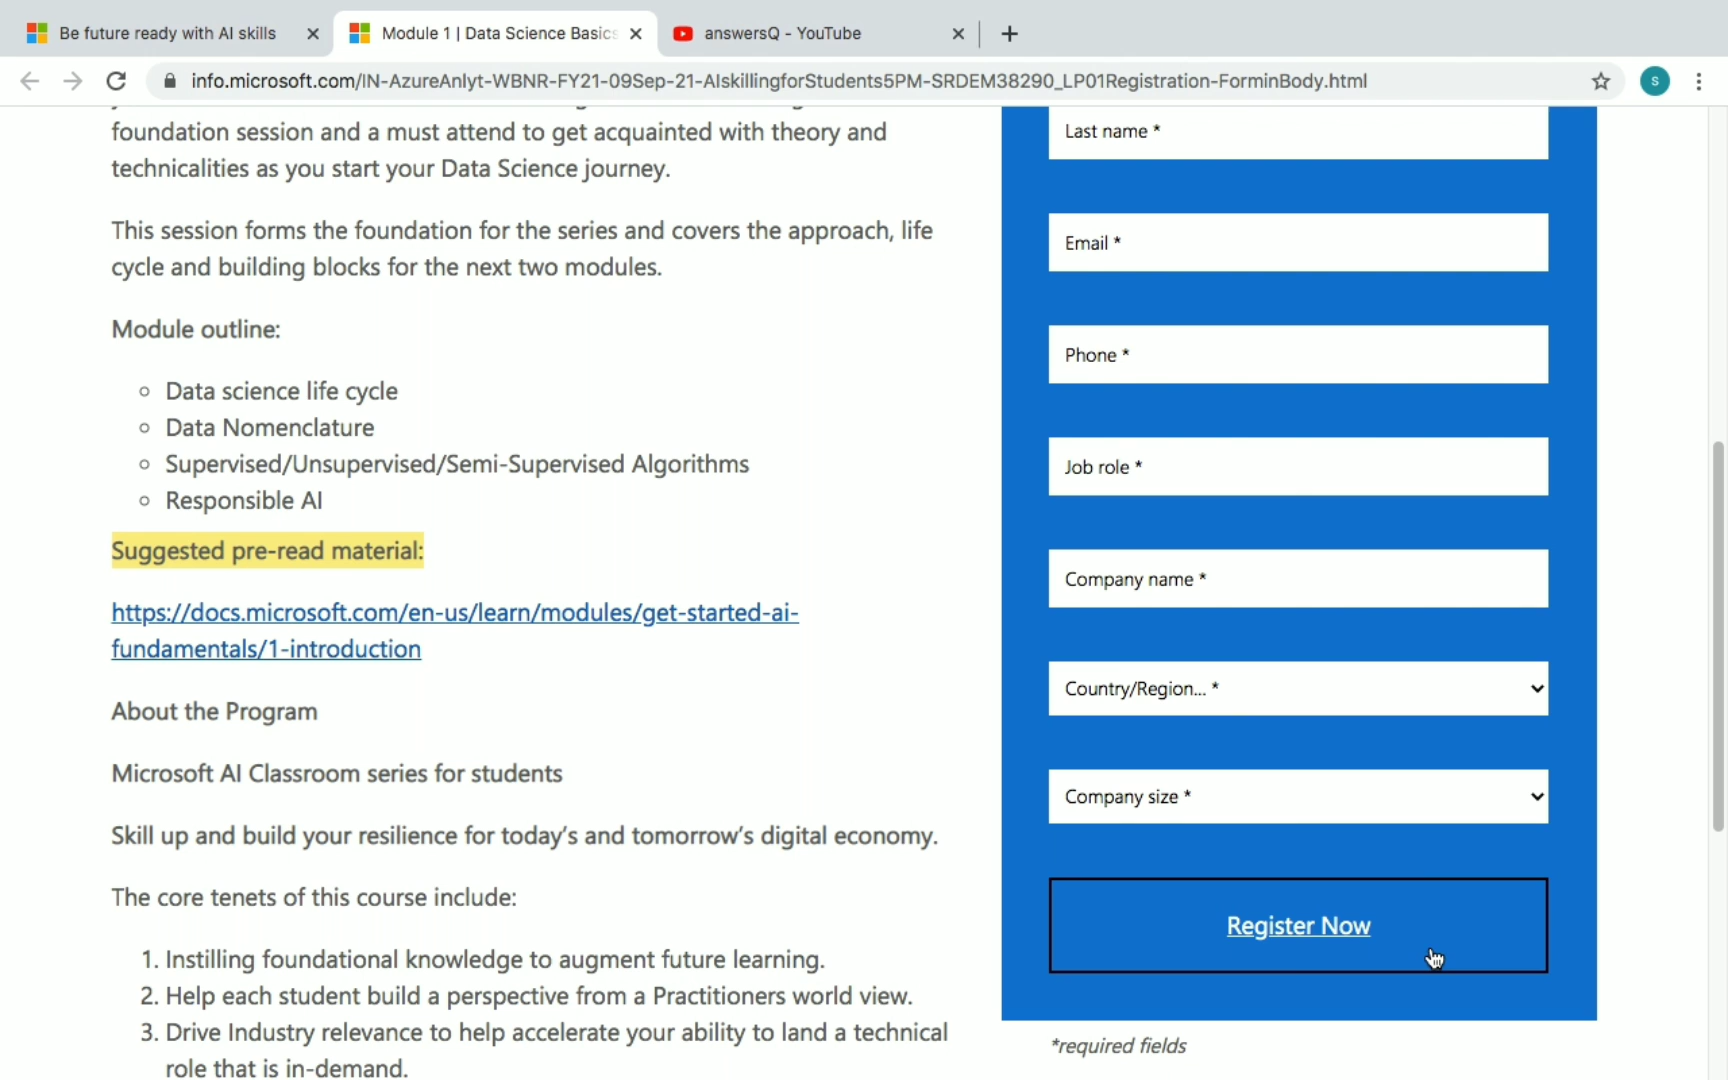 Be future ready with AI skills
Module 1 | Data Science Basics
answersQ - YouTube
info.microsoft.com/IN-AzureAnlyt-WBNR-FY21-09Sep-21-AIskillingforStudents5PM-SRDEM38290_LP01Registration-ForminBody.html
S
foundation session and a must attend to get acquainted with theory and
technicalities as you start your Data Science journey.
This session forms the foundation for the series and covers the approach, life
cycle and building blocks for the next two modules.
Module outline:
Data science life cycle
Data Nomenclature
Supervised/Unsupervised/Semi-Supervised Algorithms
Responsible AI
Suggested pre-read material:
https://docs.microsoft.com/en-us/learn/modules/get-started-ai-
fundamentals/1-introduction
About the Program
Microsoft AI Classroom series for students
Skill up and build your resilience for today's and tomorrow's digital economy.
The core tenets of this course include:
1. Instilling foundational knowledge to augment future learning.
2. Help each student build a perspective from a Practitioners world view.
3. Drive Industry relevance to help accelerate your ability to land a technical
role that is in-demand.
Last name *
Email *
Phone *
Job role *
Company name *
Country/Region... *
Company size *
Register Now
*required fields